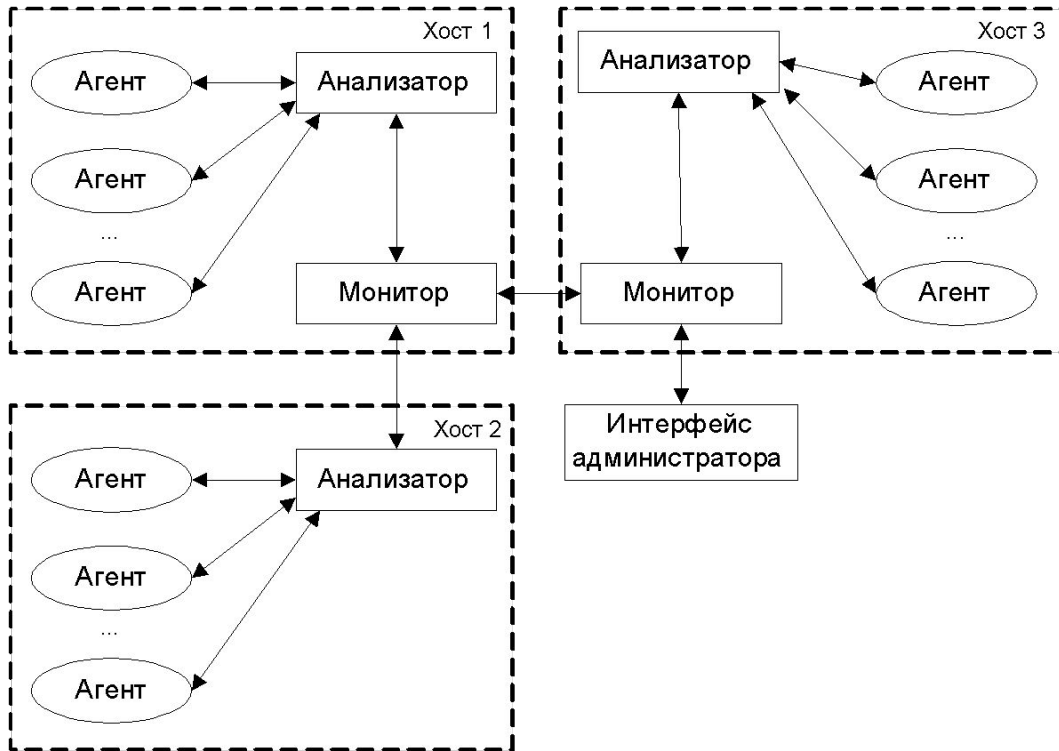 Хост 1
Агент
Анализатор
Агент
...
Агент
Монитор
Хост 3
Анализатор
Агент
Агент
...
Агент
Монитор
Интерфейс
администратора
Хост 2
Агент
Анализатор
Агент
...
Агент